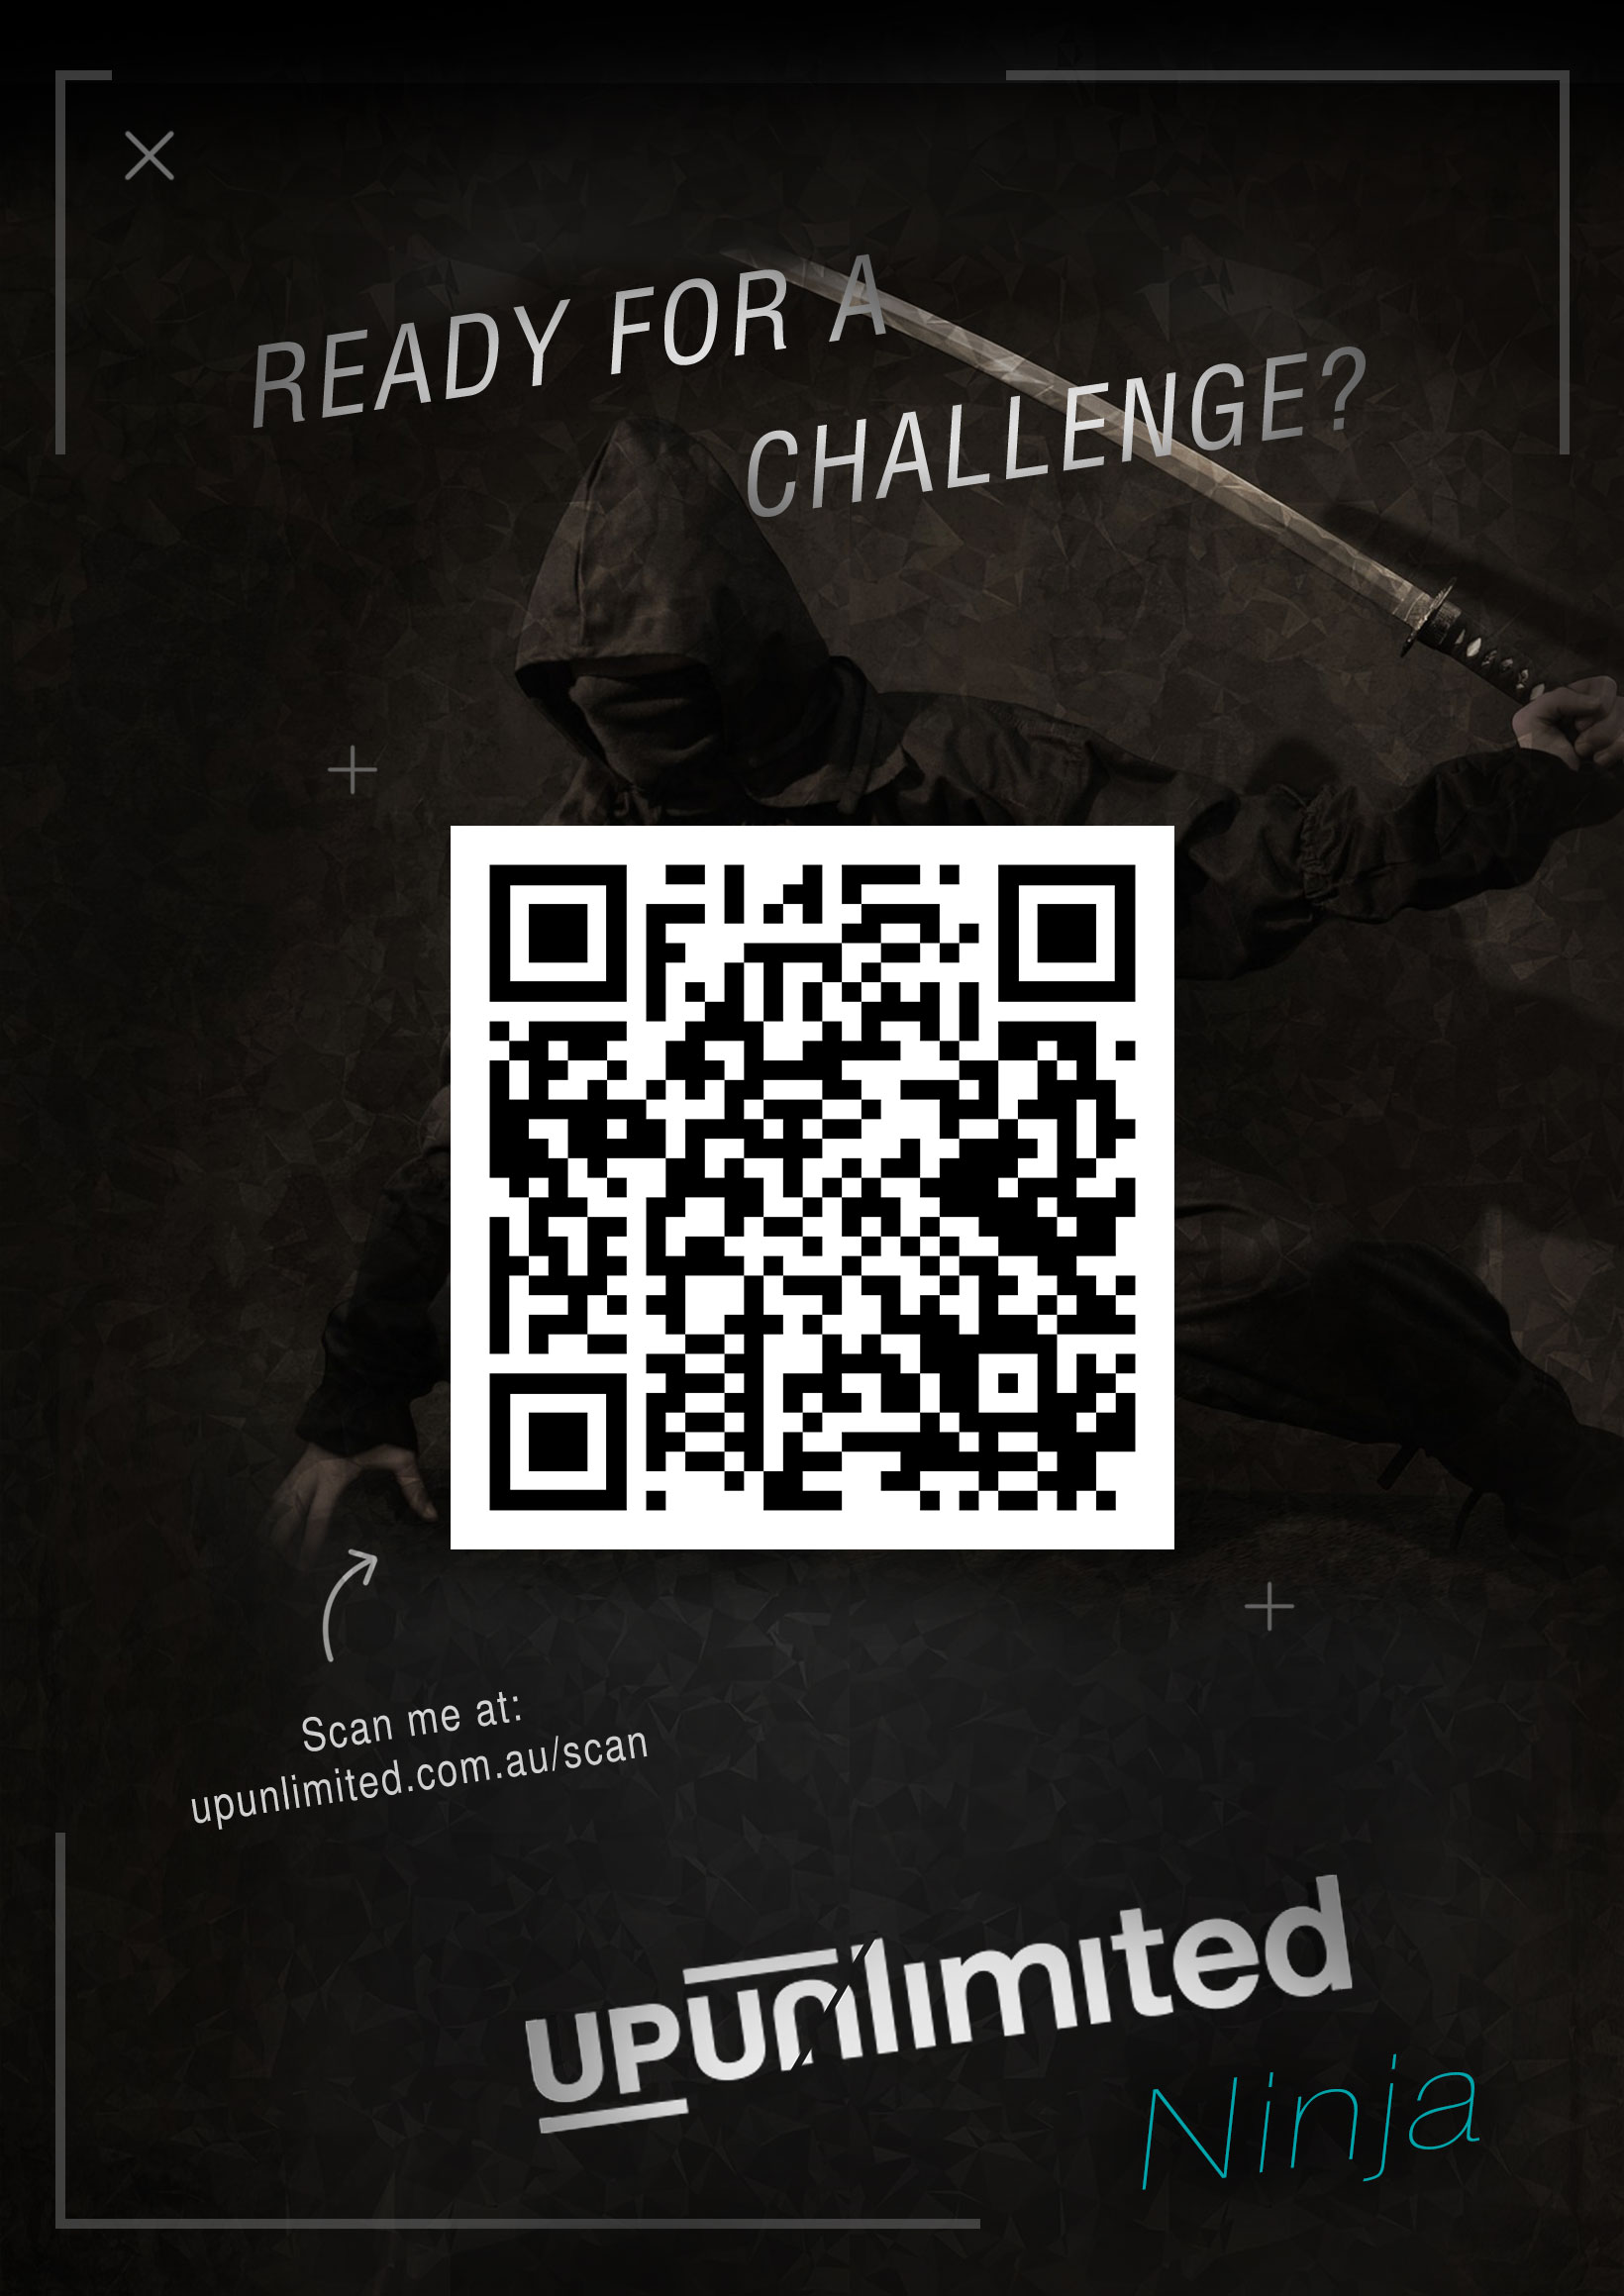 READY FOR A
CHALLENGE?
Scan me at:
upunlimited.com.au/scan
UPUnlimited
Ninja